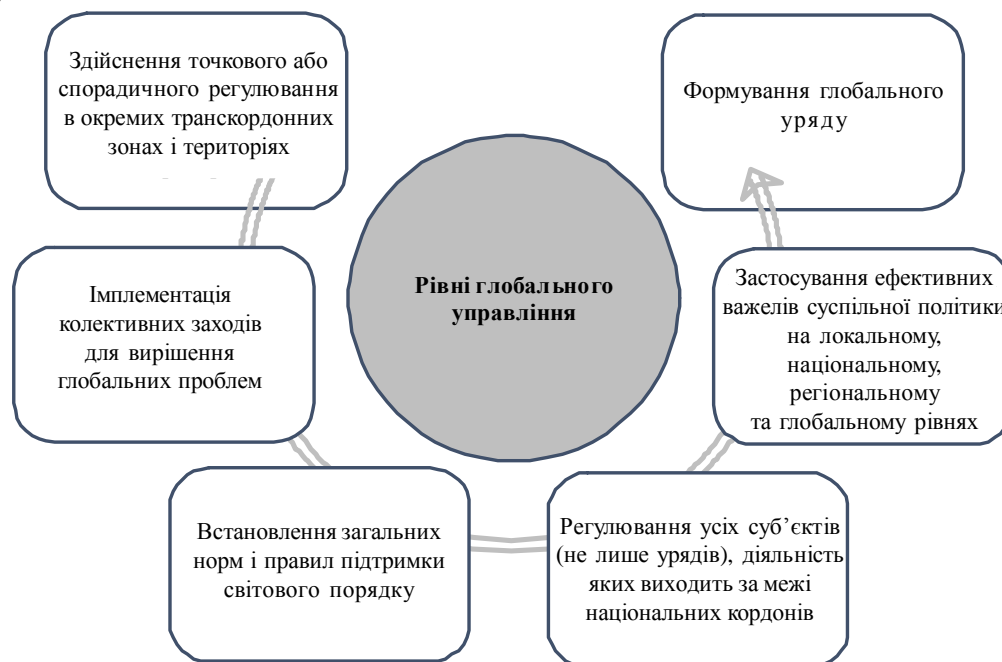 Здійснення точкового або
спорадичного регулювання
в окремих транскордонних
зонах і територіях
Імплементація
колективних заходів
для вирішення
глобальних проблем
Встановлення загальних
норм і правил підтримки
світового порядку
Регулювання усіх суб’єктів
(не лише урядів), діяльність
яких виходить за межі
національних кордонів
Застосування ефективних
важелів суспільної політики
на локальному,
національному,
регіональному
та глобальному рівнях
Формування глобального
уряду
Рівні глобального
управління